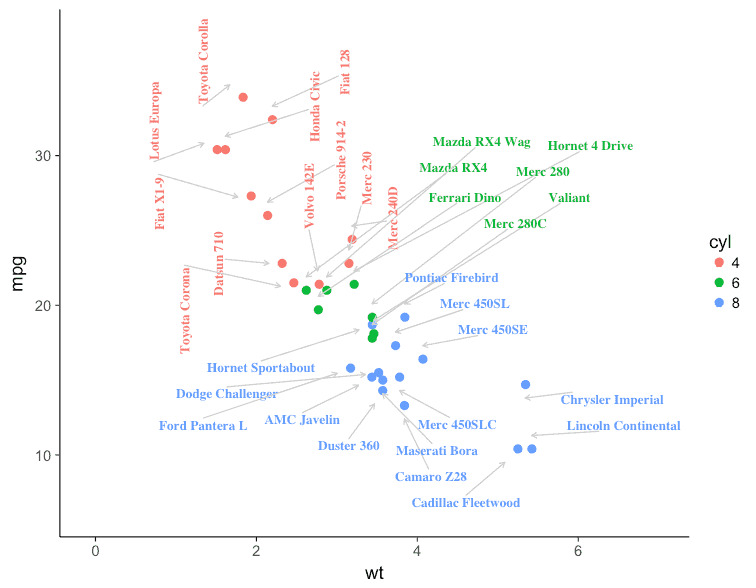 Toyota Corolla
Fiat 128
Honda Civic
Lotus Europa
Fiat X1-9
Porsche 914-2
Merc 230
Volvo 142E
Merc 240D
Datsun 710
Toyota Corona
Mazda RX4 Wag
Hornet 4 Drive
Mazda RX4
Merc 280
Ferrari Dino
Valiant
Merc 280C
Pontiac Firebird
Merc 450SL
Merc 450SE
Hornet Sportabout
Dodge Challenger
Chrysler Imperial
AMC Javelin
Ford Pantera L
Merc 450SLC
Lincoln Continental
Duster 360
Maserati Bora
Camaro Z28
Cadillac Fleetwood
30
20
10
mpg
0
2
4
6
wt
cyl
4
6
8